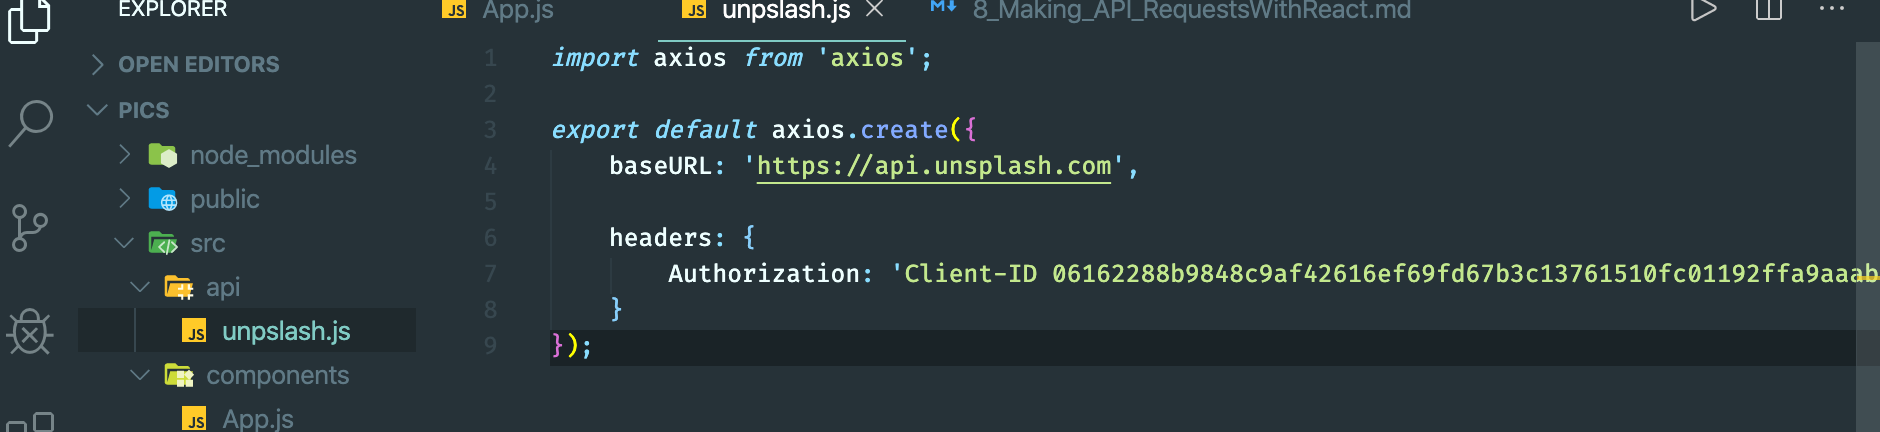 EXPLORER
JS App.js
JS unpslash.js
8_Making_API_RequestsWithReact.md
OPEN EDITORS
PICS
node_modules
public
src
api
JS unpslash.js
components
JS App.js
1 import axios from 'axios';
2
3 export default axios.create({
4 baseURL: 'https://api.unsplash.com',
5
6 headers: {
7 Authorization: 'Client-ID 06162288b9848c9af42616ef69fd67b3c13761510fc01192ffa9aaab
8 }
9 });